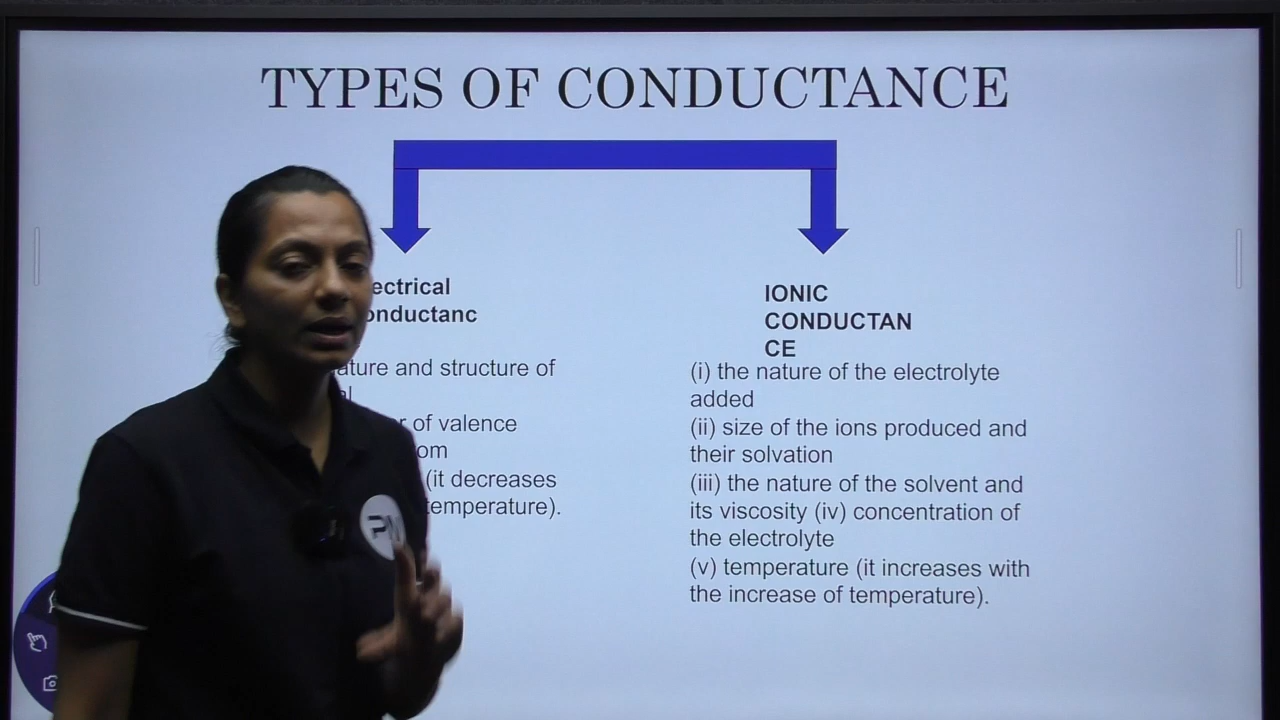 TYPES OF CONDUCTANCE
ectrical
onductanc
ature and structure of
al
r of valence
om
(it decreases
temperature).
IONIC
CONDUCTAN
CE
(i) the nature of the electrolyte
added
(ii) size of the ions produced and
their solvation
(iii) the nature of the solvent and
its viscosity (iv) concentration of
the electrolyte
(v) temperature (it increases with
the increase of temperature).